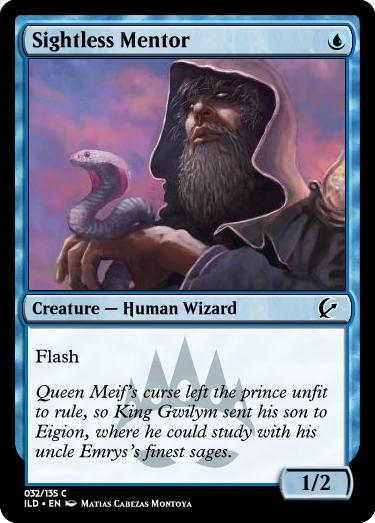 Sightless Mentor
Creature — Human Wizard
Flash
Queen Meif's curse left the prince unfit
to rule, so King Gwilym sent his son to
Eigion, where he could study with his
uncle Emrys's finest sages.
1/2
032/135 C
ILD • EN Matias Cabezas Montoya